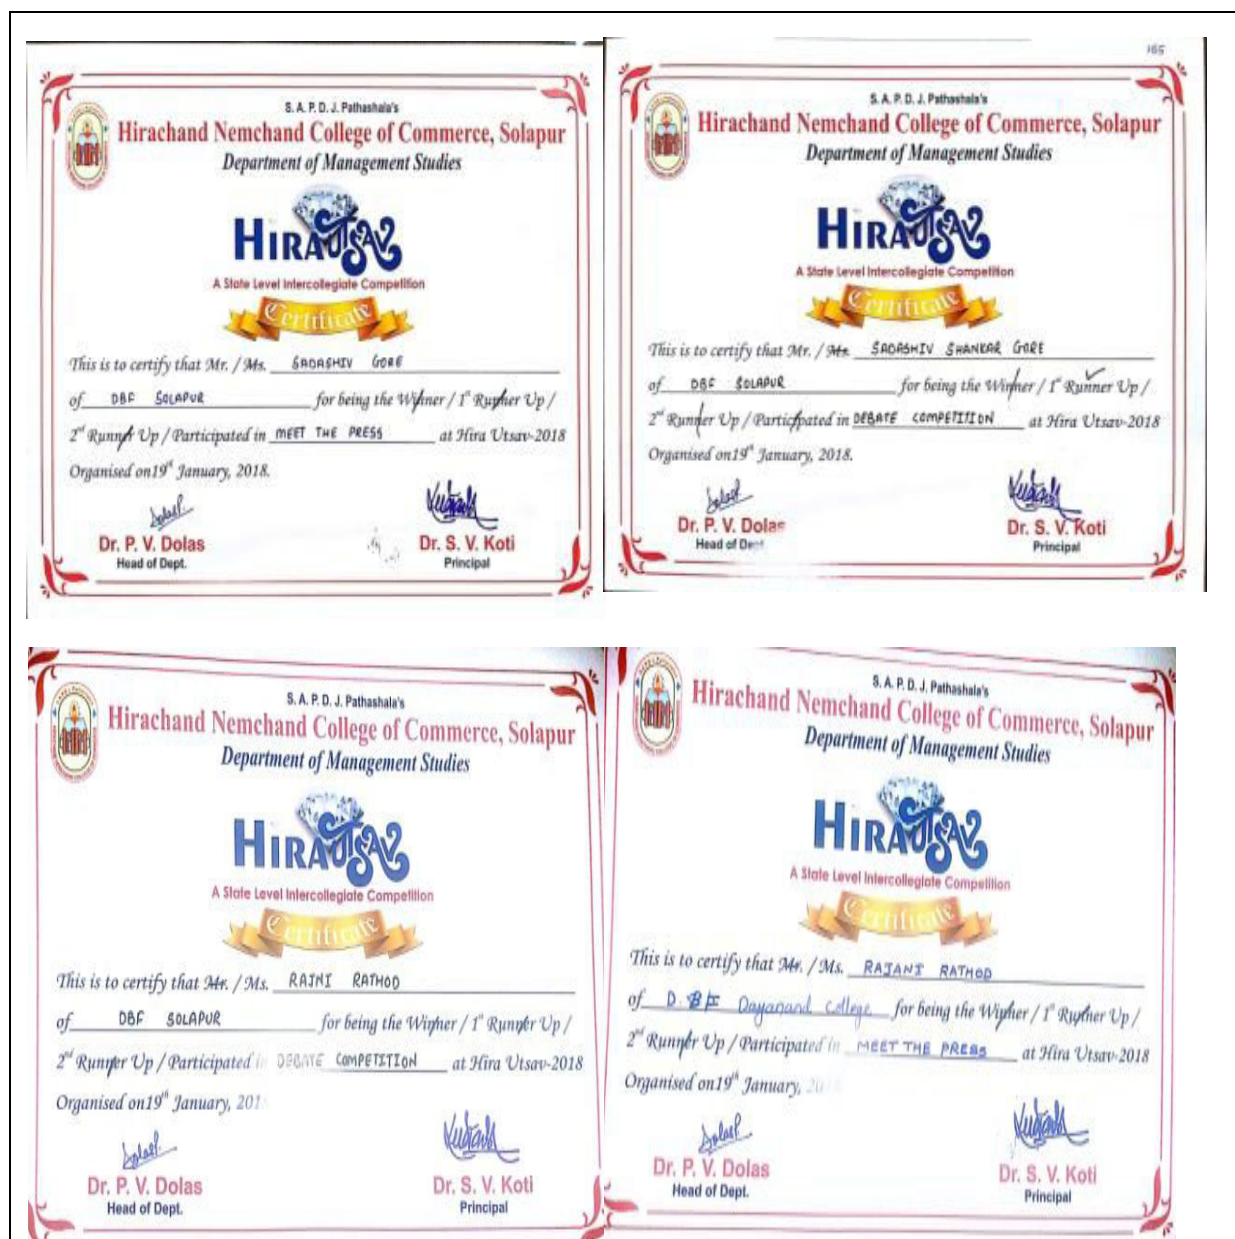 S. A. P. D. J. Pathashala's
Hirachand Nemchand College of Commerce, Solapur
Department of Management Studies
HIRAUTSAV
A State Level Intercollegiate Competition
Certificate
This is to certify that Mr. / Ms. SADASHIV GORE
of DBF SOLAPUR for being the Winner / 1st Runner Up /
2nd Runner Up / Participated in MEET THE PRESS at Hira Utsav-2018
Organised on 19th January, 2018.
Dr. P. V. Dolas
Head of Dept.
Dr. S. V. Koti
Principal
165
S. A. P. D. J. Pathashala's
Hirachand Nemchand College of Commerce, Solapur
Department of Management Studies
HIRAUTSAV
A State Level Intercollegiate Competition
Certificate
This is to certify that Mr. / Ms. SADASHIV SHANKAR GORE
of DBF SOLAPUR for being the Winner / 1st Runner Up /
2nd Runner Up / Participated in DEBATE COMPETITION at Hira Utsav-2018
Organised on 19th January, 2018.
Dr. P. V. Dolas
Head of Dept
Dr. S. V. Koti
Principal
S. A. P. D. J. Pathashala's
Hirachand Nemchand College of Commerce, Solapur
Department of Management Studies
HIRAUTSAV
A State Level Intercollegiate Competition
Certificate
This is to certify that Mr. / Ms. RAJNI RATHOD
of DBF SOLAPUR for being the Winner / 1st Runner Up /
2nd Runner Up / Participated in DEBATE COMPETITION at Hira Utsav-2018
Organised on 19th January, 201
Dr. P. V. Dolas
Head of Dept.
Dr. S. V. Koti
Principal
S. A. P. D. J. Pathashala's
Hirachand Nemchand College of Commerce, Solapur
Department of Management Studies
HIRAUTSAV
A State Level Intercollegiate Competition
Certificate
This is to certify that Mr. / Ms. RAJANI RATHOD
of D.BF Dayanand College for being the Winner / 1st Runner Up /
2nd Runner Up / Participated in MEET THE PRESS at Hira Utsav-2018
Organised on 19th January, 20
Dr. P. V. Dolas
Head of Dept.
Dr. S. V. Koti
Principal